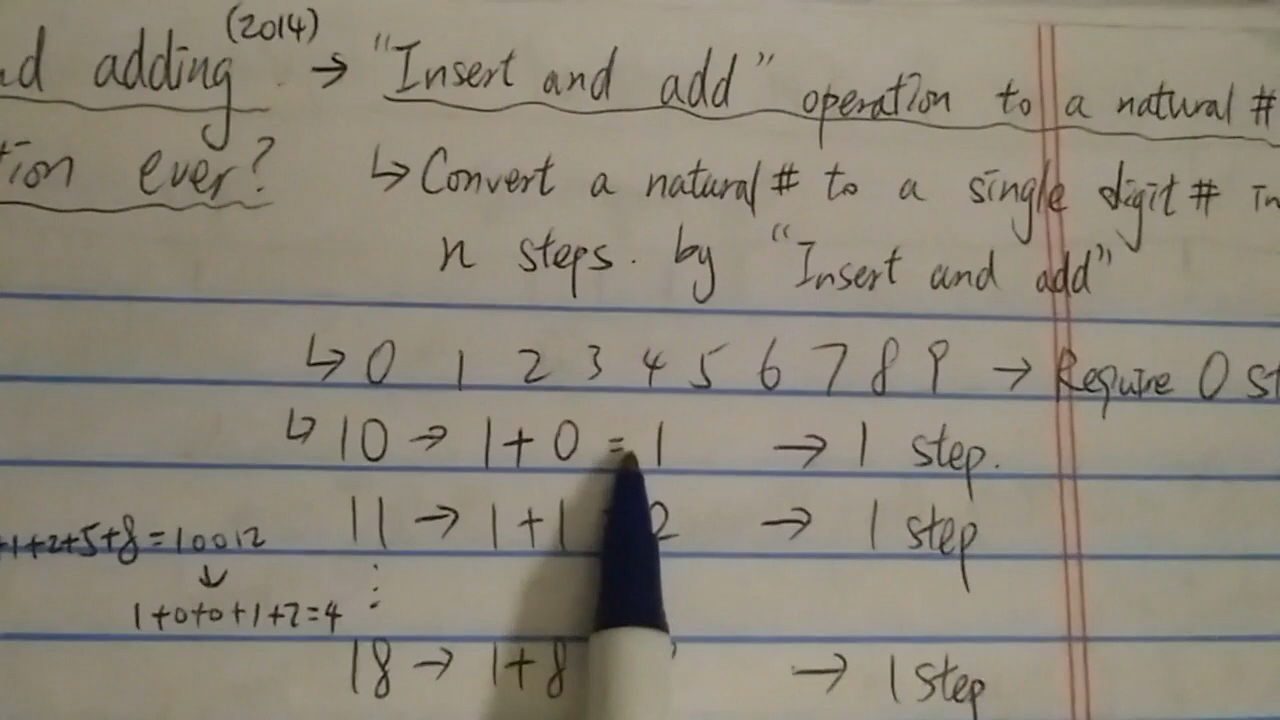 adding (2014) → "Insert and add" operation to a natural #
ever? ↳ Convert a natural # to a single digit # in
n steps. by "Insert and add"
↳ 0 1 2 3 4 5 6 7 8 9 → Require 0
↳ 10 → 1+0=1 → 1 step.
11 → 1+1 2 → 1 step
+1+2+5+8=10012
↓
1+0+0+1+2=4
⋮
18 → 1+8 → 1 step